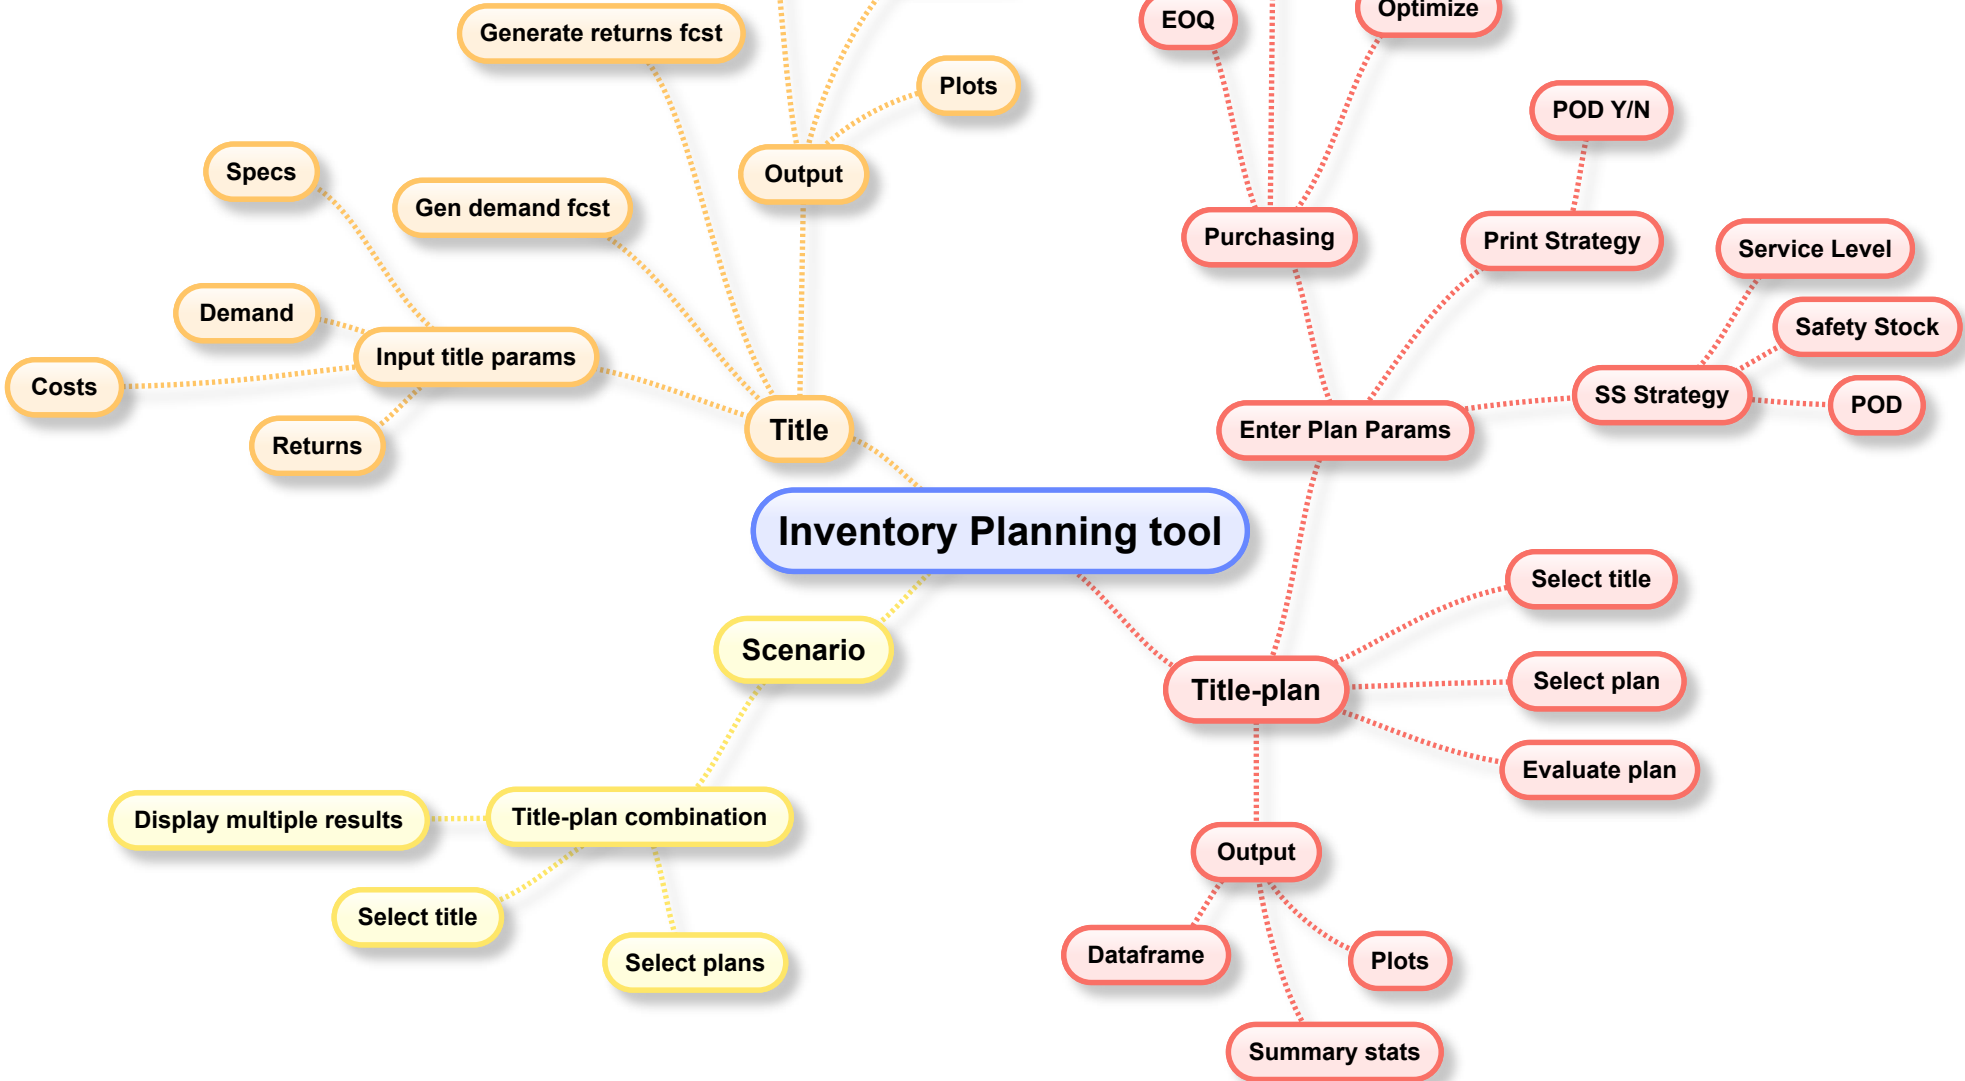 EOQ
Optimize
Generate returns fcst
Plots
POD Y/N
Specs
Output
Gen demand fcst
Purchasing
Print Strategy
Service Level
Demand
Safety Stock
Input title params
Costs
SS Strategy
POD
Title
Enter Plan Params
Returns
Inventory Planning tool
Select title
Scenario
Select plan
Title-plan
Evaluate plan
Display multiple results
Title-plan combination
Output
Select title
Dataframe
Plots
Select plans
Summary stats